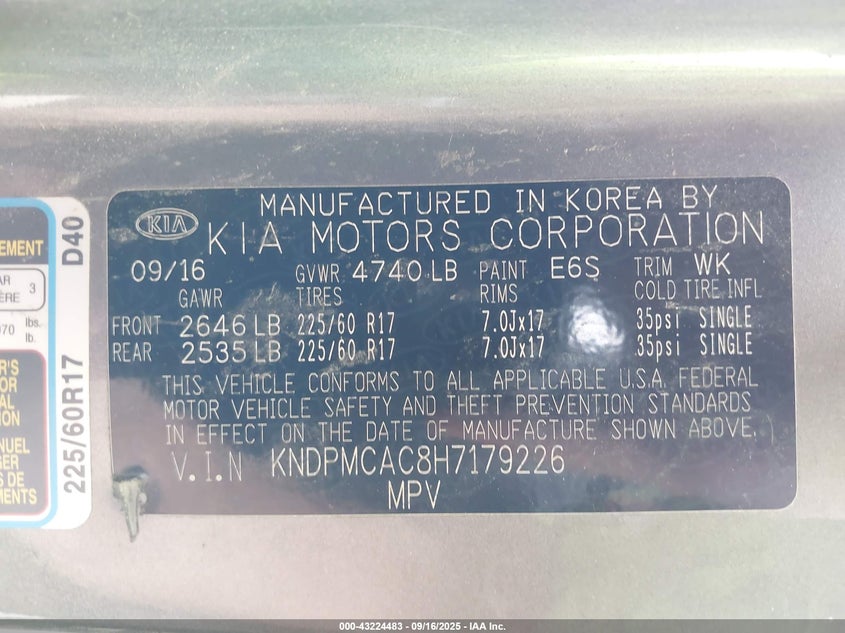 MANUFACTURED IN KOREA BY
KIA KIA MOTORS CORPORATION
09/16 GVWR 4740 LB PAINT E6S TRIM WK
GAWR TIRES RIMS COLD TIRE INFL
FRONT 2646 LB 225/60 R17 7.0Jx17 35psi SINGLE
REAR 2535 LB 225/60 R17 7.0Jx17 35psi SINGLE
THIS VEHICLE CONFORMS TO ALL APPLICABLE U.S.A. FEDERAL
MOTOR VEHICLE SAFETY AND THEFT PREVENTION STANDARDS
IN EFFECT ON THE DATE OF MANUFACTURE SHOWN ABOVE.
V.I.N KNDPMCAC8H7179226
MPV
225/60R17 D40
3
lbs.
lb.
000-43224483 - 09/16/2025 - IAA Inc.